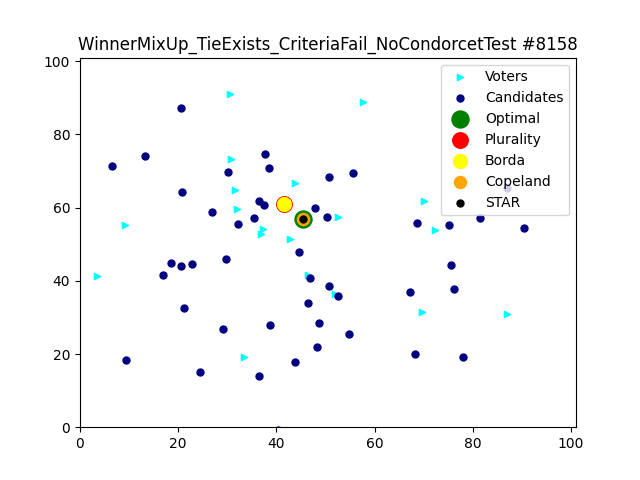 WinnerMixUp_TieExists_CriteriaFail_NoCondorcetTest #8158
100
80
60
40
20
0
0 20 40 60 80 100
Voters
Candidates
Optimal
Plurality
Borda
Copeland
STAR